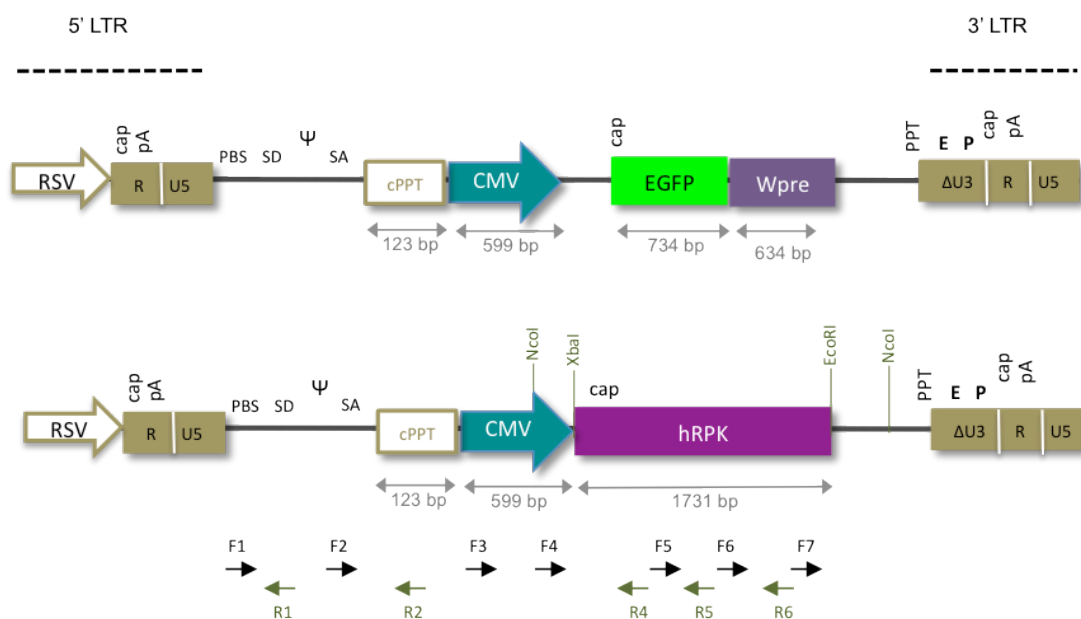 5' LTR 3' LTR
cap pA PBS SD Ψ SA cap PPT E P cap pA
RSV R U5 cPPT CMV EGFP Wpre ΔU3 R U5
123 bp 599 bp 734 bp 634 bp
NcoI XbaI EcoRI NcoI
cap pA PBS SD Ψ SA cap PPT E P cap pA
RSV R U5 cPPT CMV hRPK ΔU3 R U5
123 bp 599 bp 1731 bp
F1 F2 F3 F4 F5 F6 F7
R1 R2 R4 R5 R6